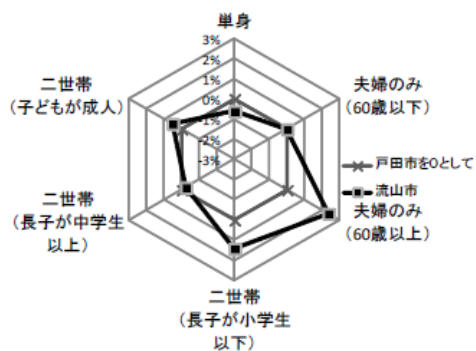 単身
3%
2%
1%
0%
-1%
-2%
-3%
夫婦のみ
(60歳以下)
夫婦のみ
(60歳以上)
二世帯
(長子が小学生
以下)
二世帯
(長子が中学生
以上)
二世帯
(子どもが成人)
戸田市を0として
流山市